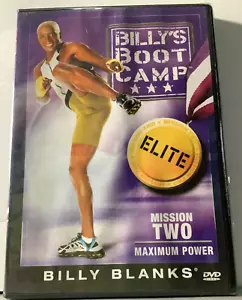 BILLY'S
BOOT
CAMP
ELITE
MISSION
TWO
MAXIMUM POWER
BILLY BLANKS®
DVD